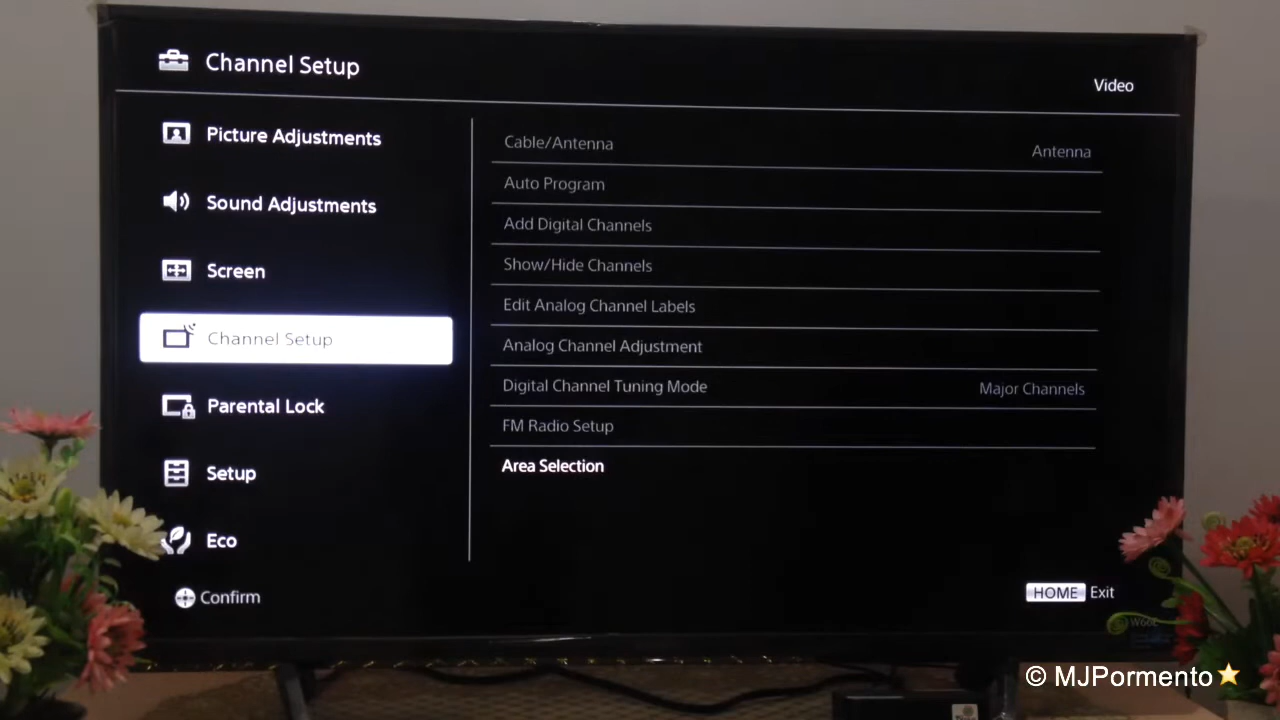 Channel Setup
Video
Picture Adjustments
Sound Adjustments
Screen
Channel Setup
Parental Lock
Setup
Eco
Cable/Antenna Antenna
Auto Program
Add Digital Channels
Show/Hide Channels
Edit Analog Channel Labels
Analog Channel Adjustment
Digital Channel Tuning Mode Major Channels
FM Radio Setup
Area Selection
Confirm
HOME Exit
© MJPormento